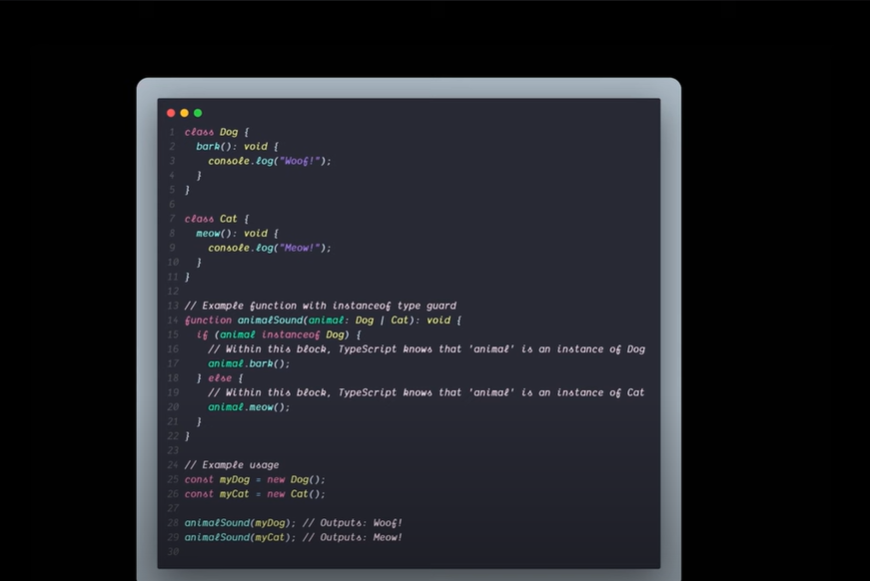 1 class Dog {
2   bark(): void {
3     console.log("Woof!");
4   }
5 }
6
7 class Cat {
8   meow(): void {
9     console.log("Meow!");
10   }
11 }
12
13 // Example function with instanceof type guard
14 function animalSound(animal: Dog | Cat): void {
15   if (animal instanceof Dog) {
16     // Within this block, TypeScript knows that 'animal' is an instance of Dog
17     animal.bark();
18   } else {
19     // Within this block, TypeScript knows that 'animal' is an instance of Cat
20     animal.meow();
21   }
22 }
23
24 // Example usage
25 const myDog = new Dog();
26 const myCat = new Cat();
27
28 animalSound(myDog); // Outputs: Woof!
29 animalSound(myCat); // Outputs: Meow!
30